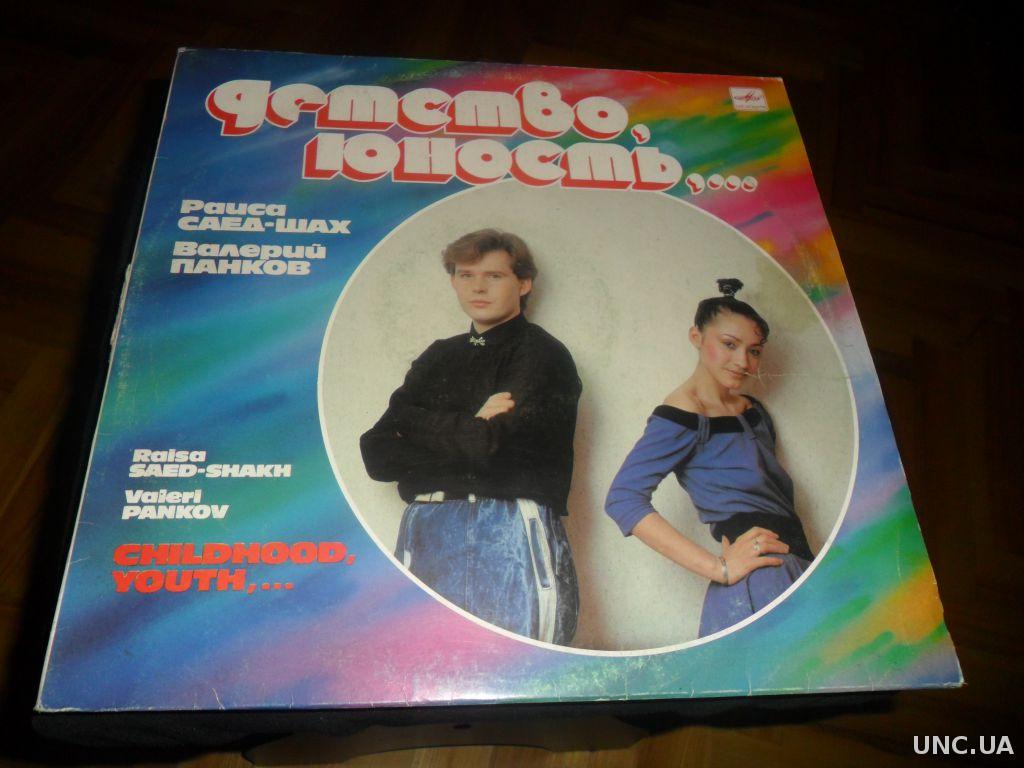 Детство,
Юность,....
Раиса
САЕД-ШАХ
Валерий
ПАНКОВ
Raisa
SAED-SHAKH
Valeri
PANKOV
CHILDHOOD,
YOUTH,...
UNC.UA